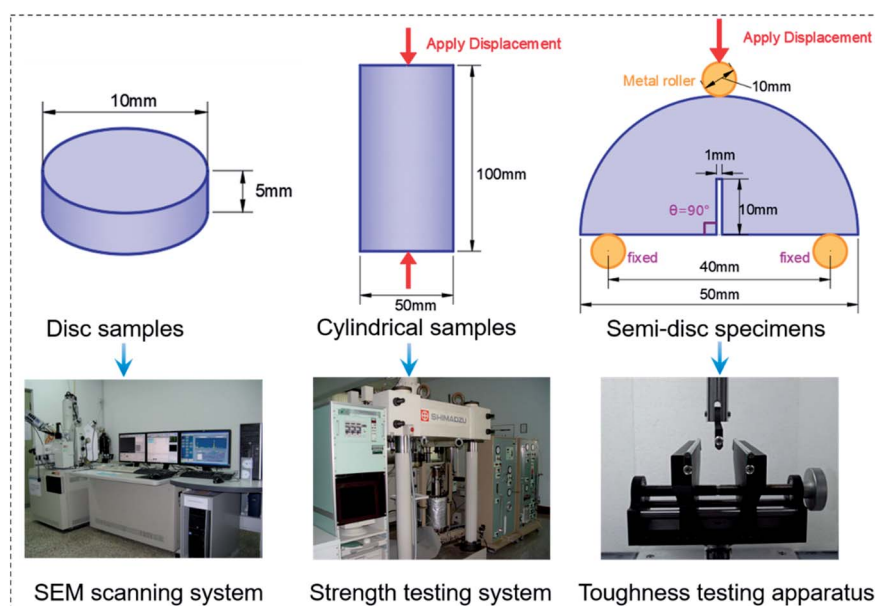 Apply Displacement
Apply Displacement
Metal roller
10mm
10mm
5mm
100mm
1mm
θ=90°
10mm
fixed
fixed
40mm
50mm
50mm
Disc samples
Cylindrical samples
Semi-disc specimens
SHIMADZU
SEM scanning system
Strength testing system
Toughness testing apparatus